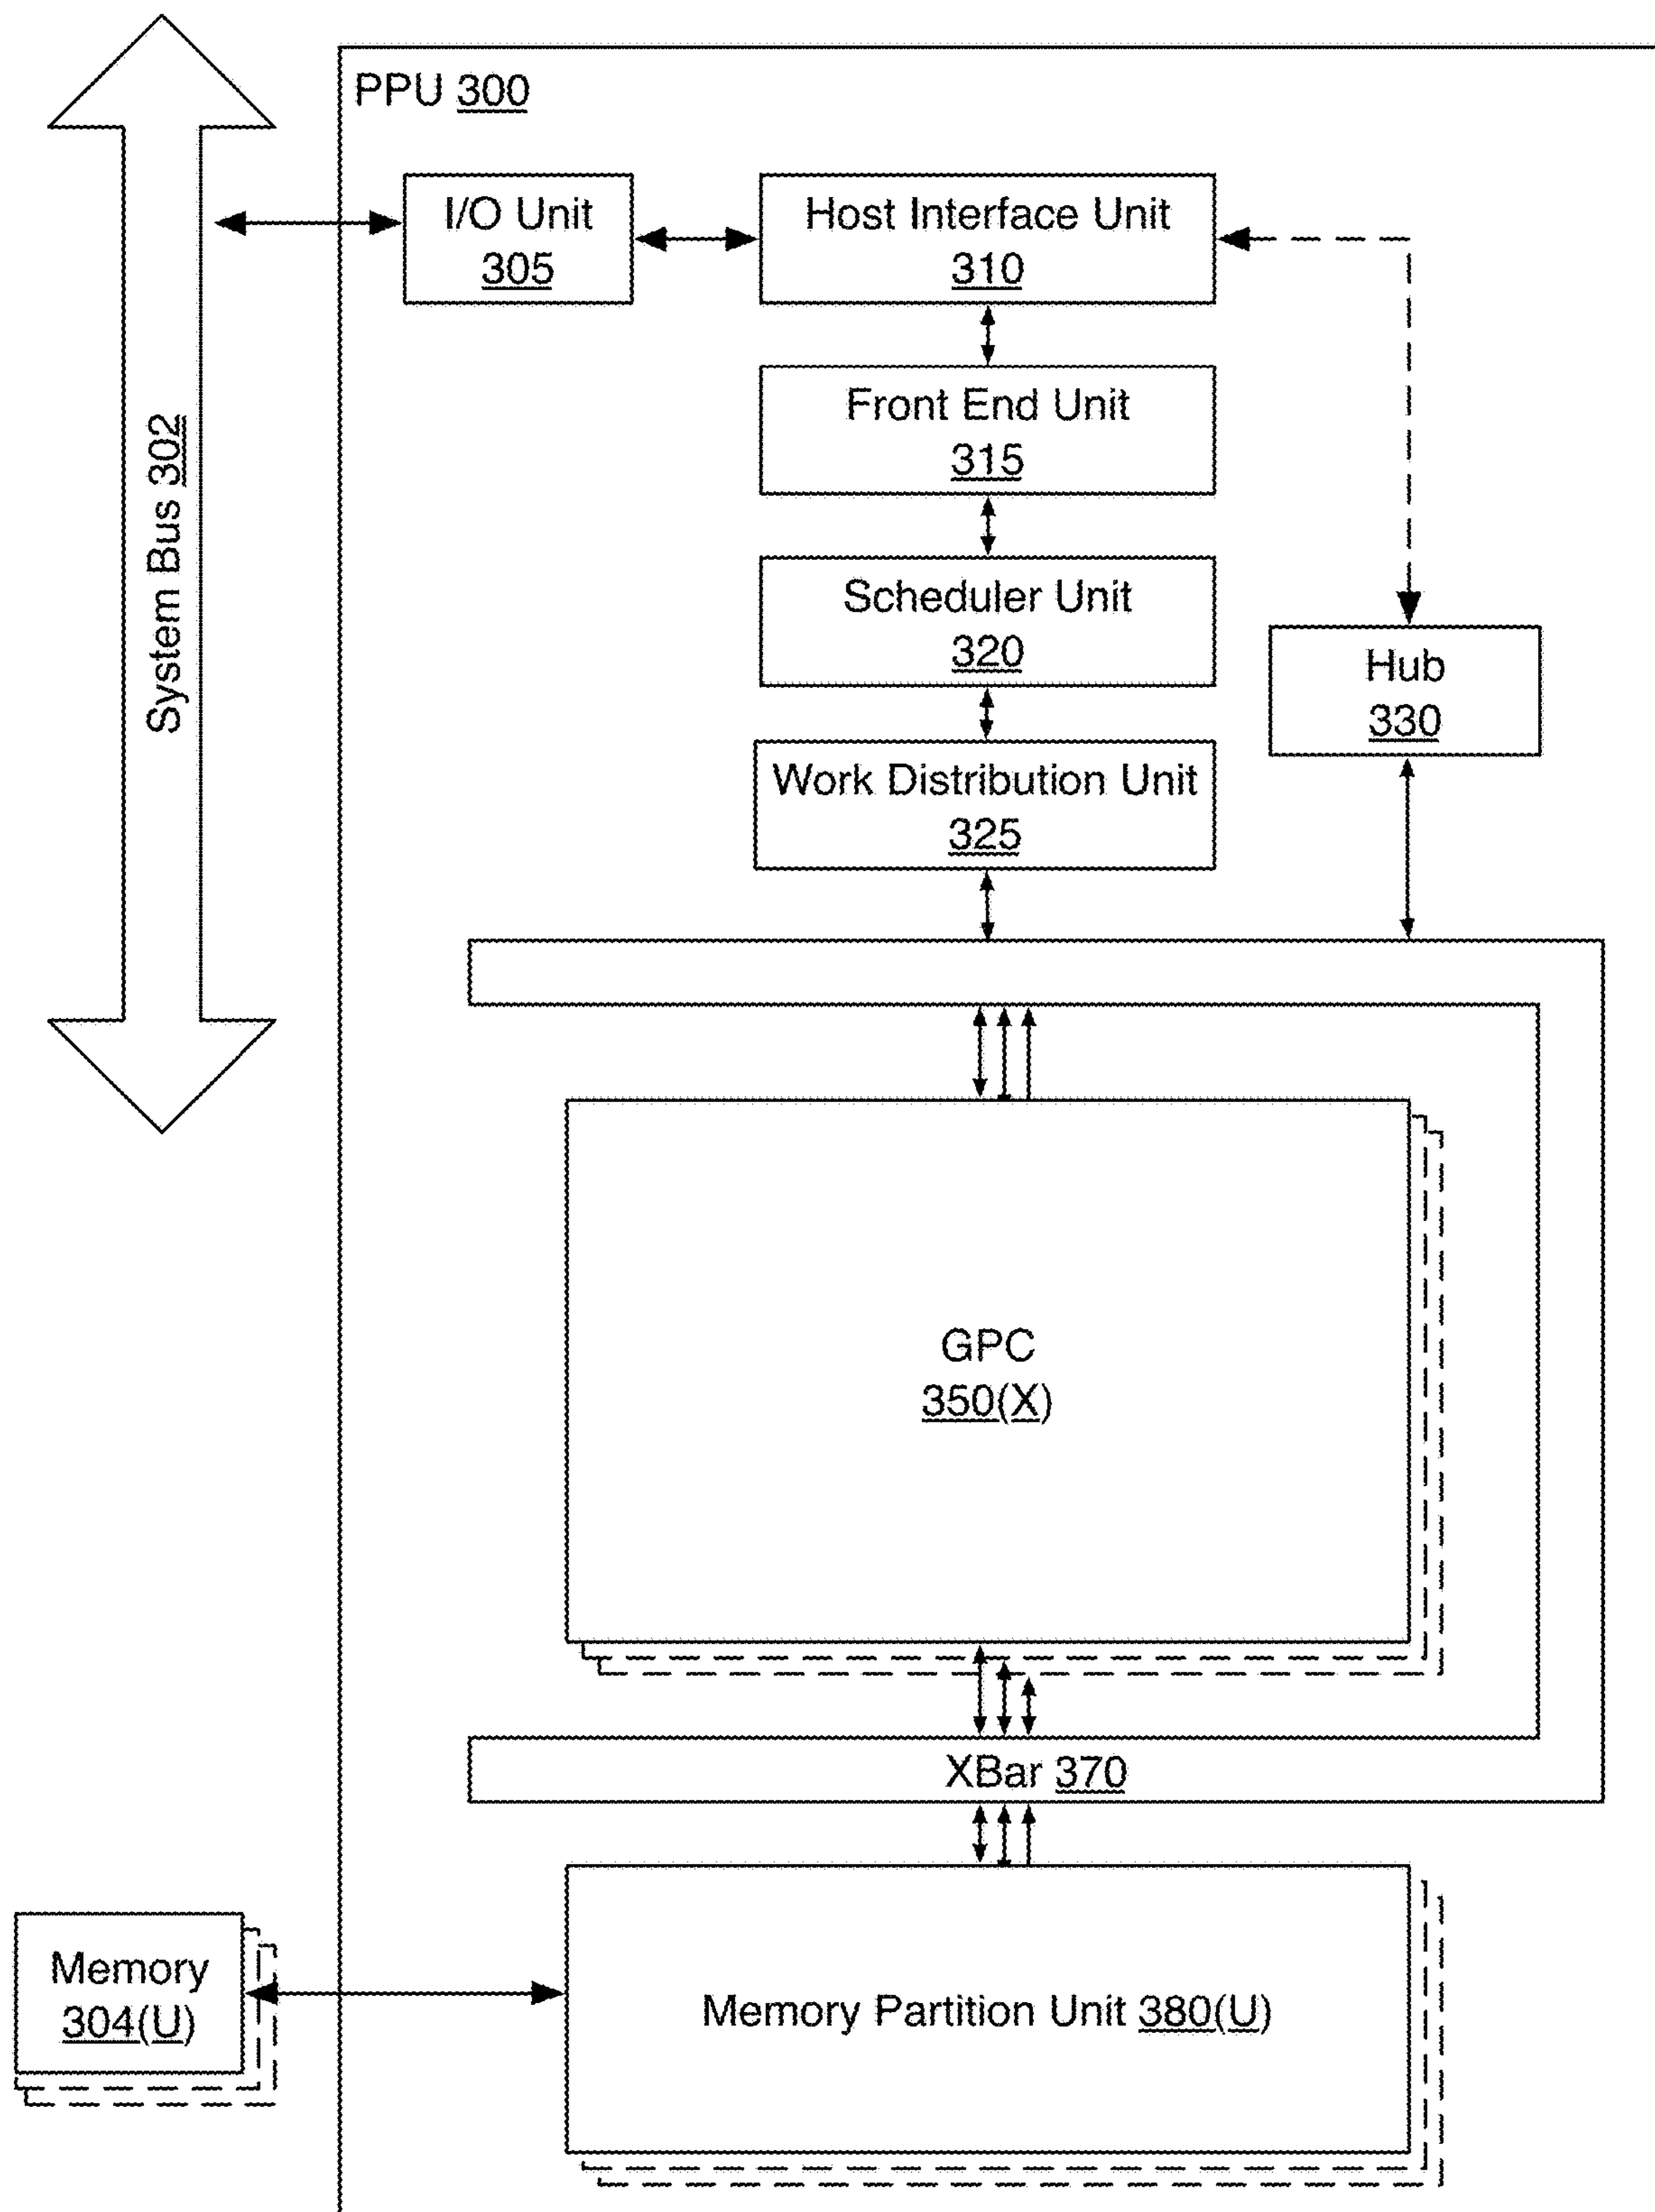 PPU 300
I/O Unit
305
Host Interface Unit
310
Front End Unit
315
System Bus 302
Scheduler Unit
320
Hub
330
Work Distribution Unit
325
GPC
350(X)
XBar 370
Memory
304(U)
Memory Partition Unit 380(U)